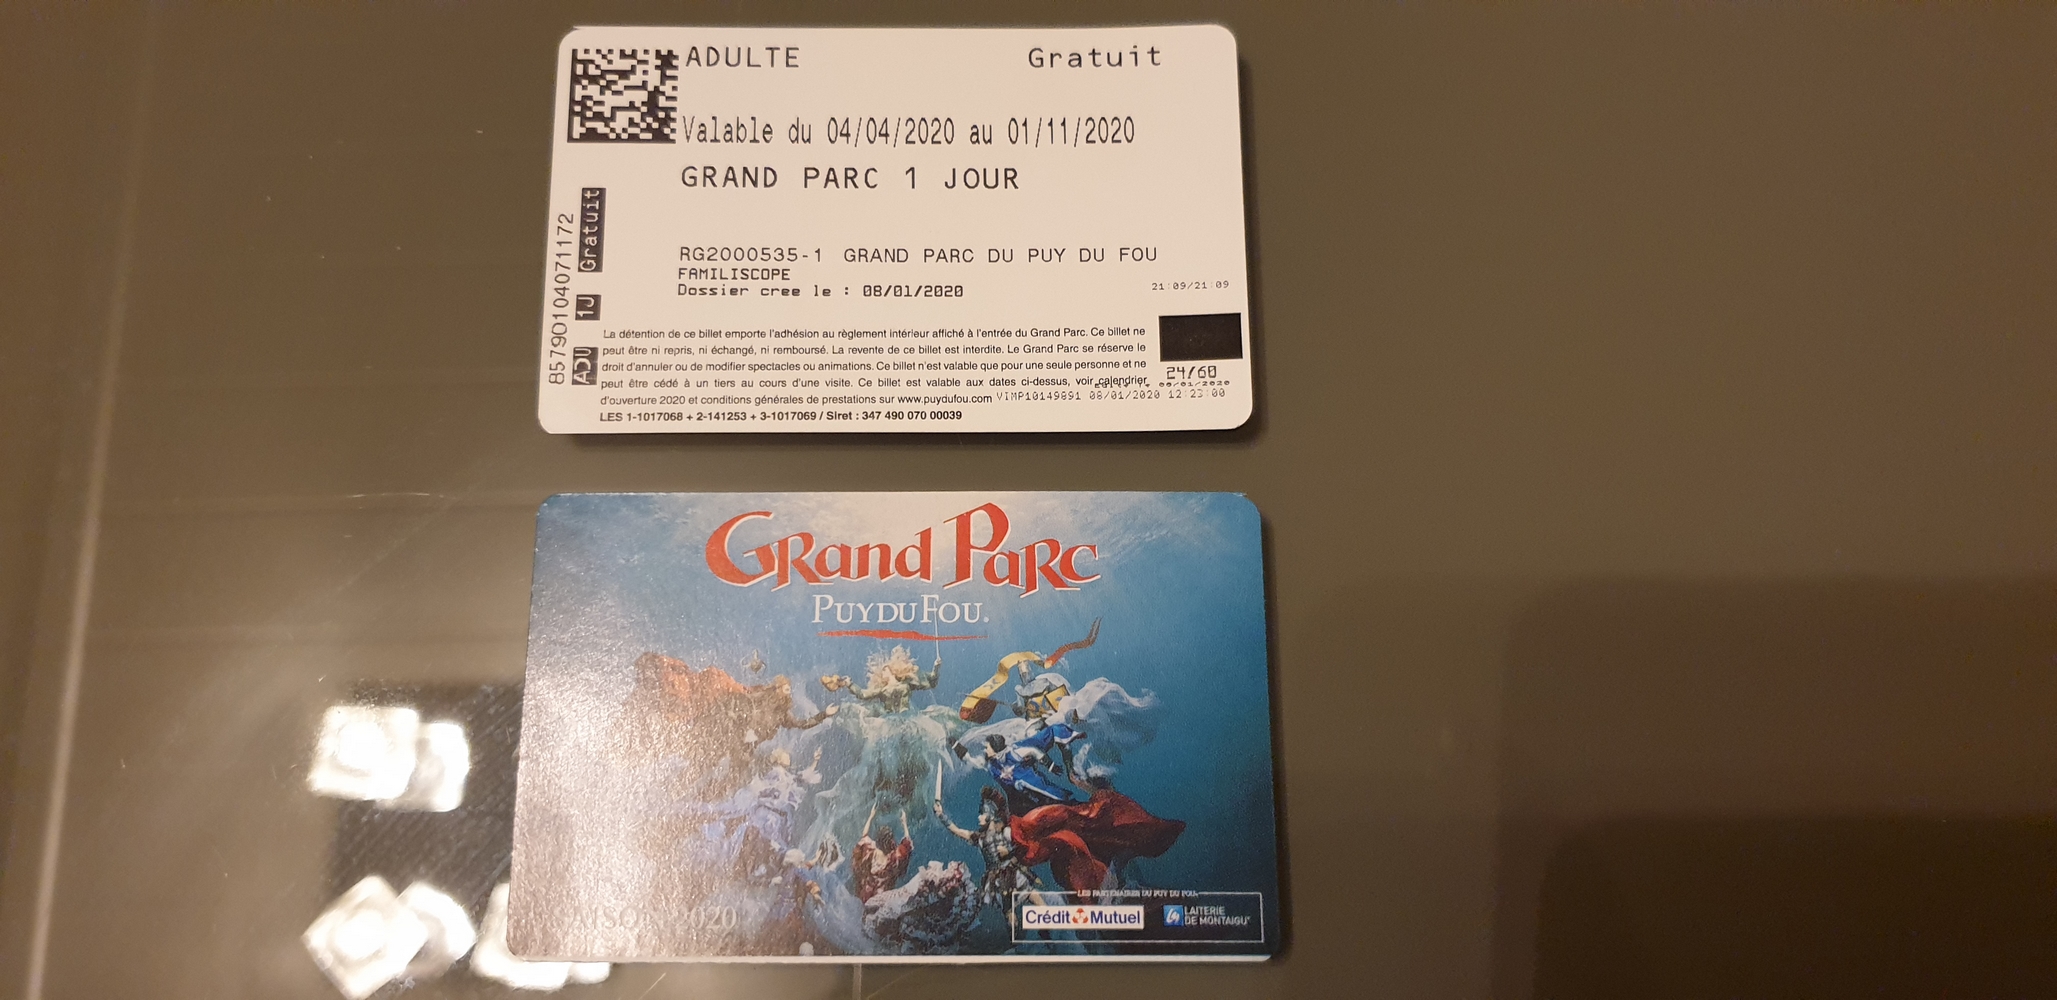 ADULTE Gratuit
Valable du 04/04/2020 au 01/11/2020
GRAND PARC 1 JOUR
RG2000535-1 GRAND PARC DU PUY DU FOU
FAMILISCOPE
Dossier cree le : 08/01/2020
21:09/21:09
85790104071172
ADU 1J Gratuit
La détention de ce billet emporte l'adhésion au règlement intérieur affiché à l'entrée du Grand Parc. Ce billet ne
peut être ni repris, ni échangé, ni remboursé. La revente de ce billet est interdite. Le Grand Parc se réserve le
droit d'annuler ou de modifier spectacles ou animations. Ce billet n'est valable que pour une seule personne et ne
peut être cédé à un tiers au cours d'une visite. Ce billet est valable aux dates ci-dessus, voir calendrier
d'ouverture 2020 et conditions générales de prestations sur www.puydufou.com
24/60
VIMP10149891 08/01/2020 12:23:00
LES 1-1017068 + 2-141253 + 3-1017069 / Siret : 347 490 070 00039
Grand Parc
PUY DU FOU.
SAISON 2020
LES PARTENAIRES DU PUY DU FOU
Crédit Mutuel
LAITERIE
DE MONTAIGU